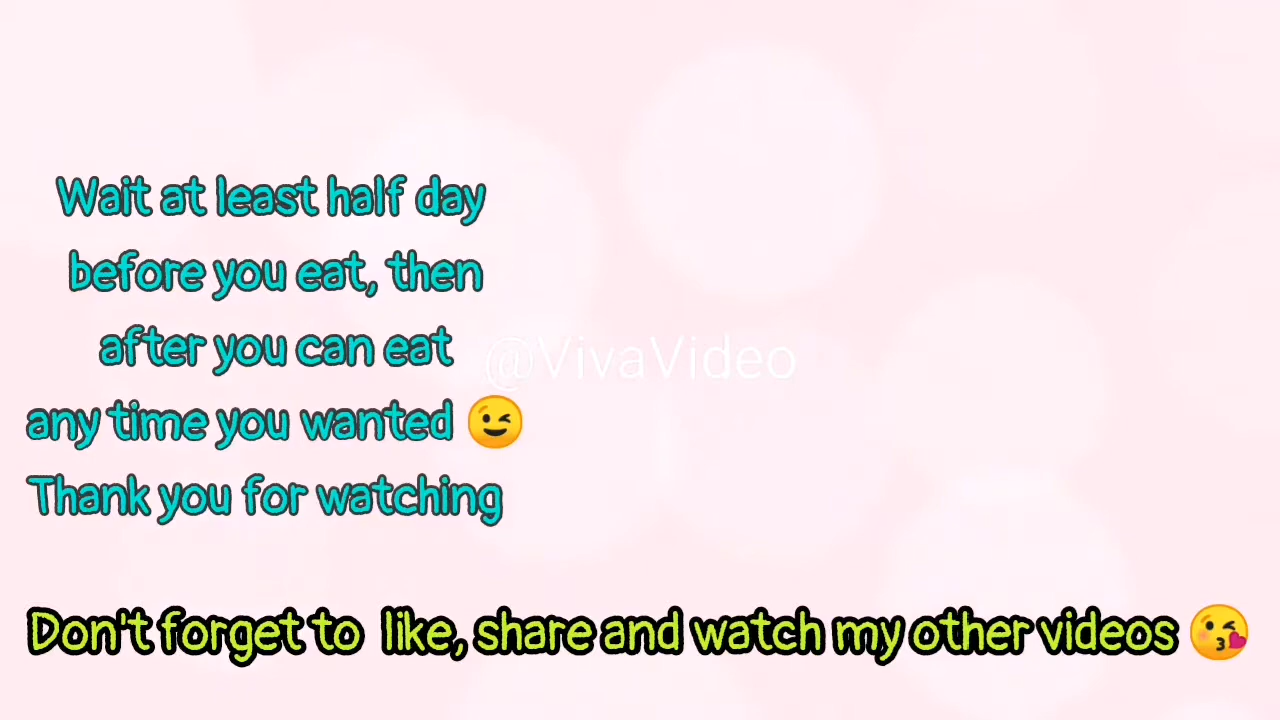 Wait at least half day
before you eat, then
after you can eat
@VivaVideo
any time you wanted 😉
Thank you for watching
Don't forget to like, share and watch my other videos 😘